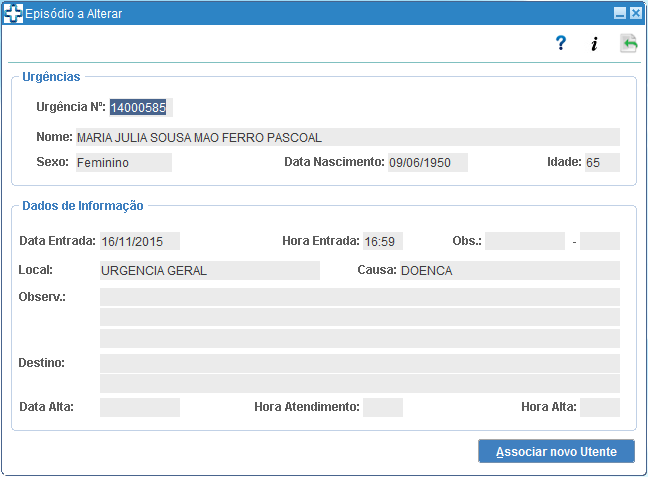 Episódio a Alterar
? i
Urgências
Urgência Nº: 14000585
Nome: MARIA JULIA SOUSA MAO FERRO PASCOAL
Sexo: Feminino Data Nascimento: 09/06/1950 Idade: 65
Dados de Informação
Data Entrada: 16/11/2015 Hora Entrada: 16:59 Obs.: -
Local: URGENCIA GERAL Causa: DOENCA
Observ.:
Destino:
Data Alta: Hora Atendimento: Hora Alta:
Associar novo Utente